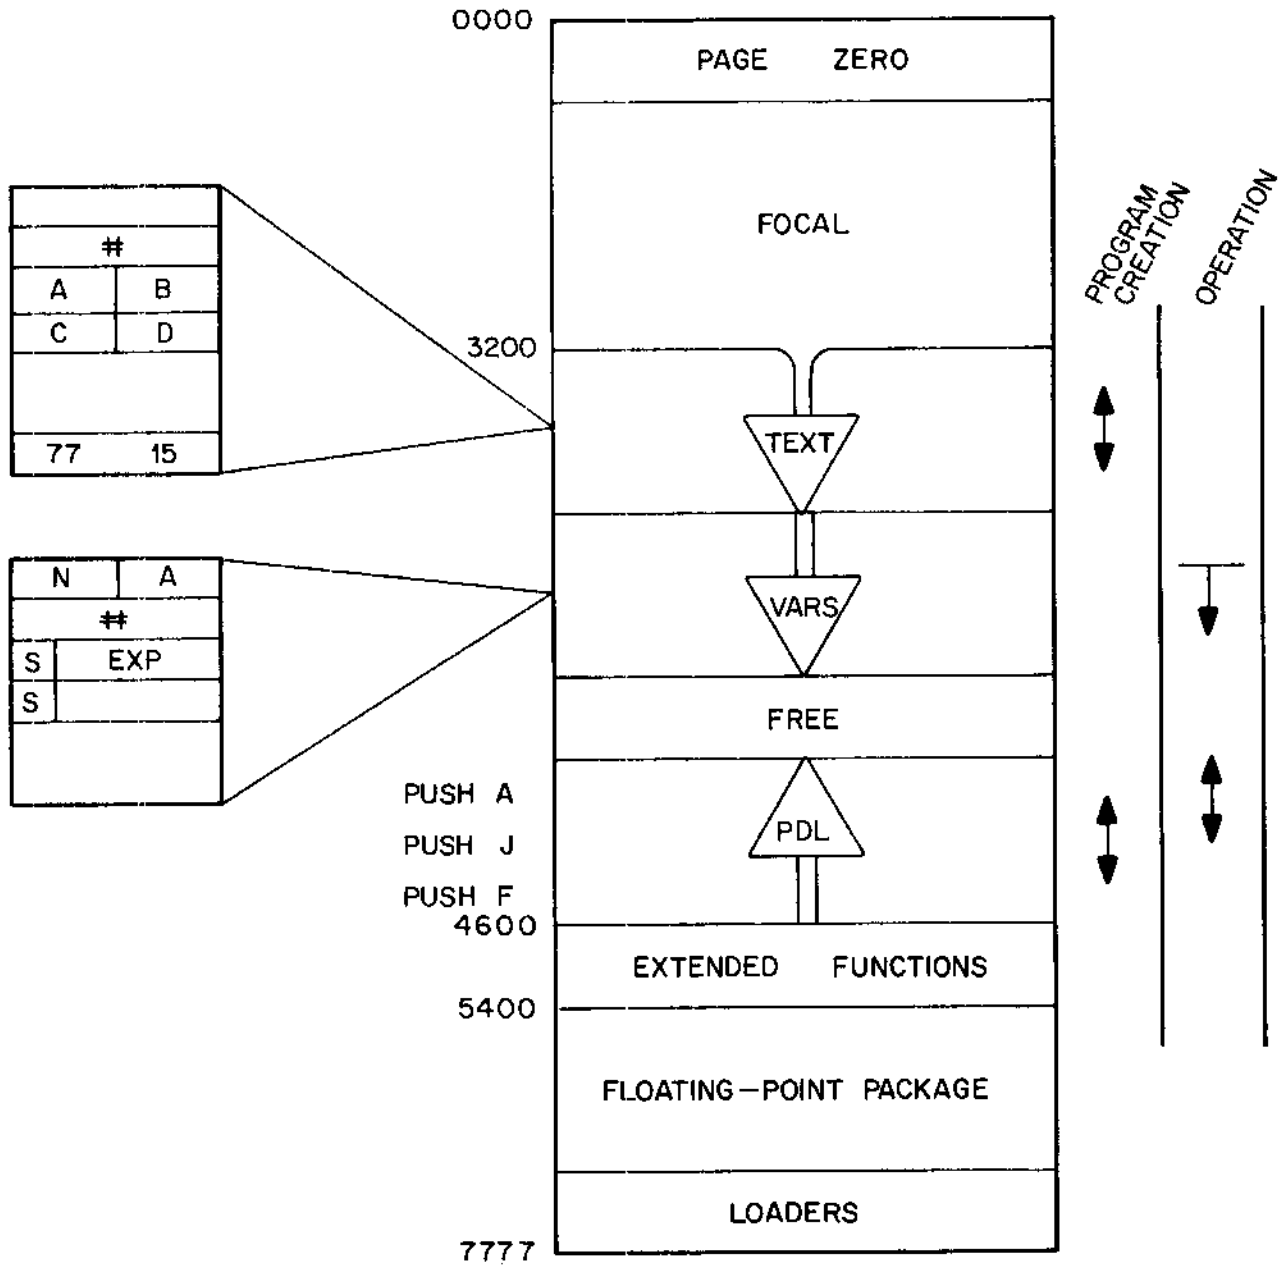 0000
PAGE ZERO
FOCAL
PROGRAM
CREATION
OPERATION
#
A B
C D
77 15
3200
TEXT
N A
#
S EXP
S
VARS
FREE
PUSH A
PUSH J
PUSH F
PDL
4600
EXTENDED FUNCTIONS
5400
FLOATING-POINT PACKAGE
LOADERS
7777